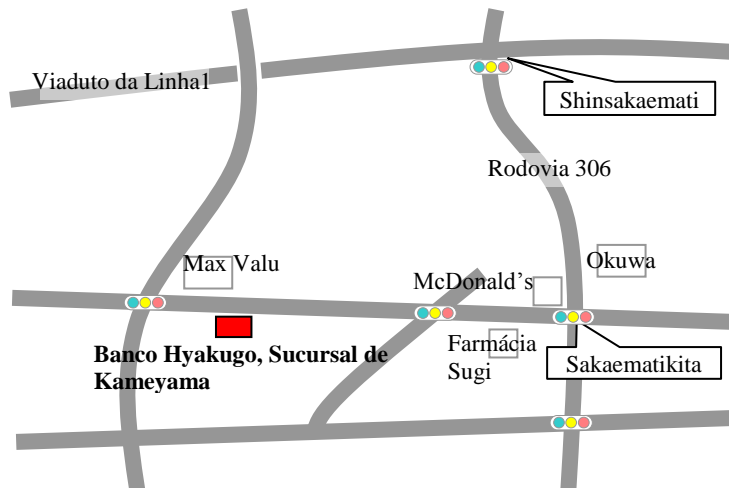 Viaduto da Linha1
Shinsakaemati
Rodovia 306
Max Valu
Okuwa
McDonald's
Banco Hyakugo, Sucursal de
Kameyama
Farmácia
Sugi
Sakaematikita